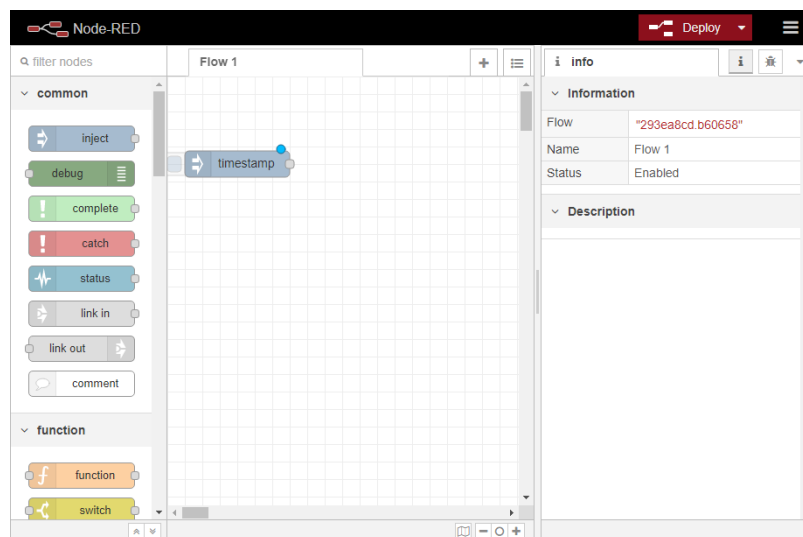 Node-RED
Deploy
filter nodes
Flow 1
i info
i
common
Information
inject
Flow "293ea8cd.b60658"
debug
timestamp
Name Flow 1
Status Enabled
complete
Description
catch
status
link in
link out
comment
function
function
switch